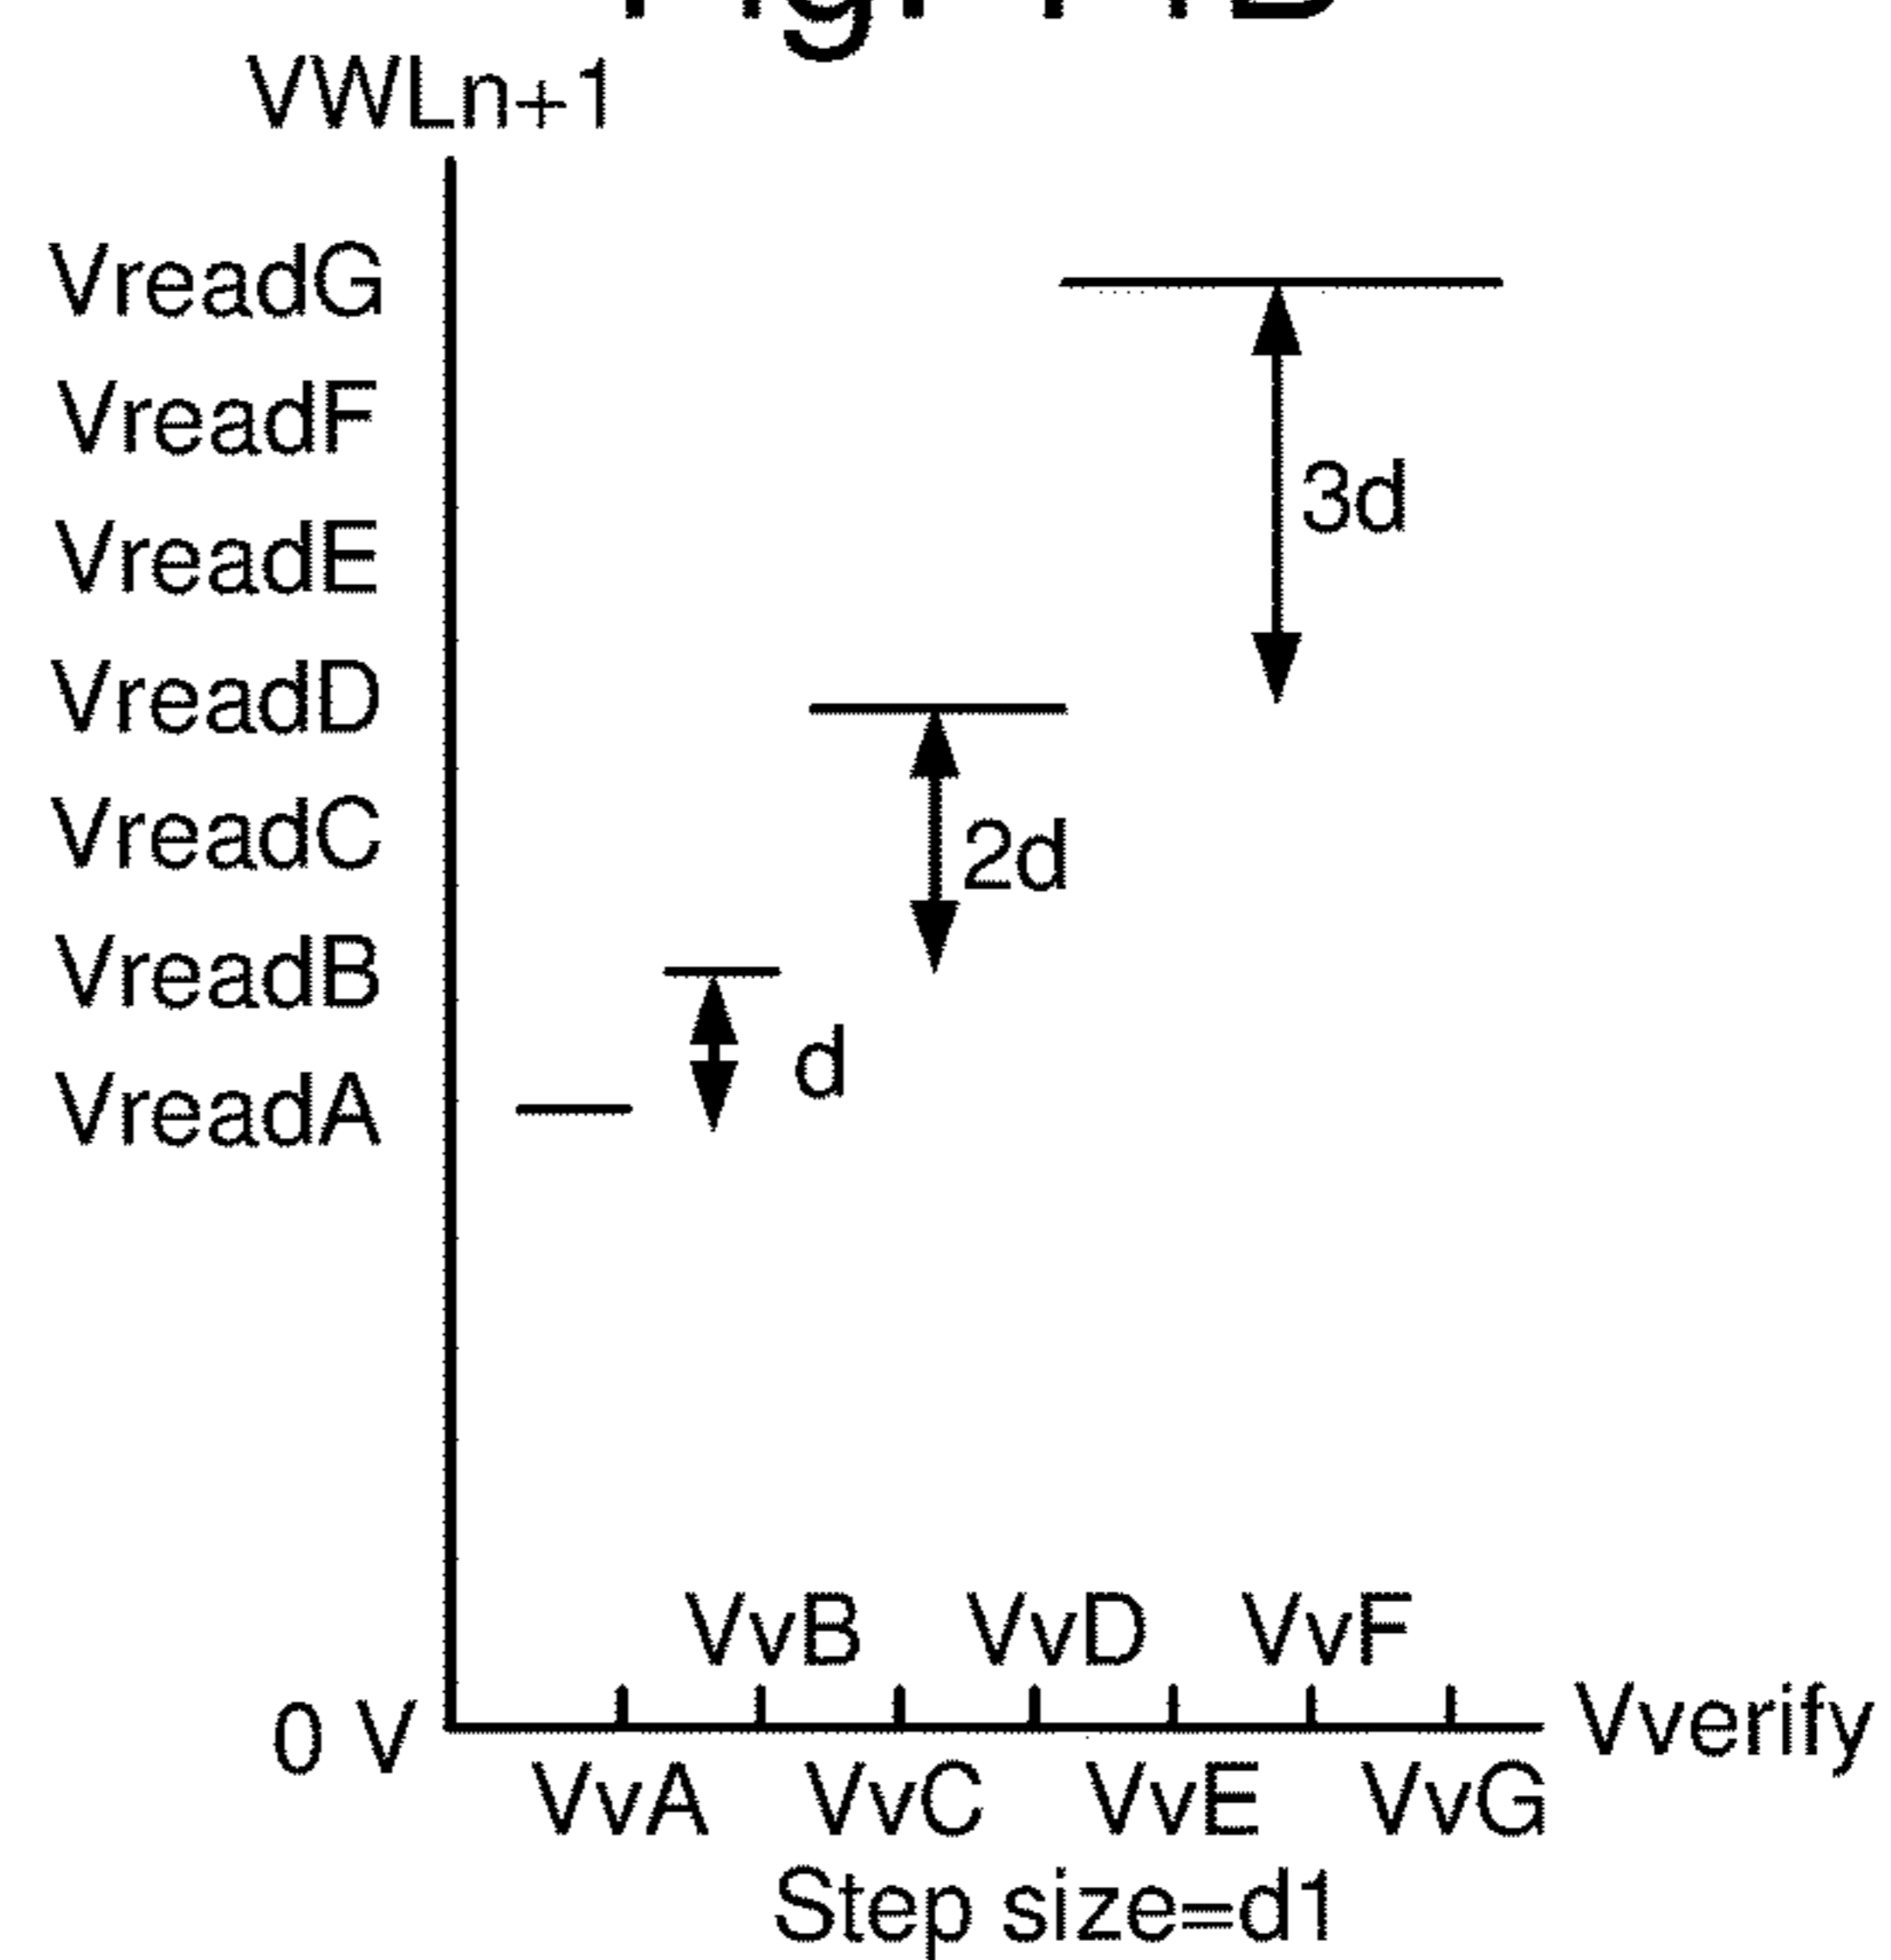 VWLn+1
VreadG
VreadF
3d
VreadE
VreadD
VreadC
2d
VreadB
d
VreadA
VvB VvD VvF
0 V
Vverify
VvA VvC VvE VvG
Step size=d1